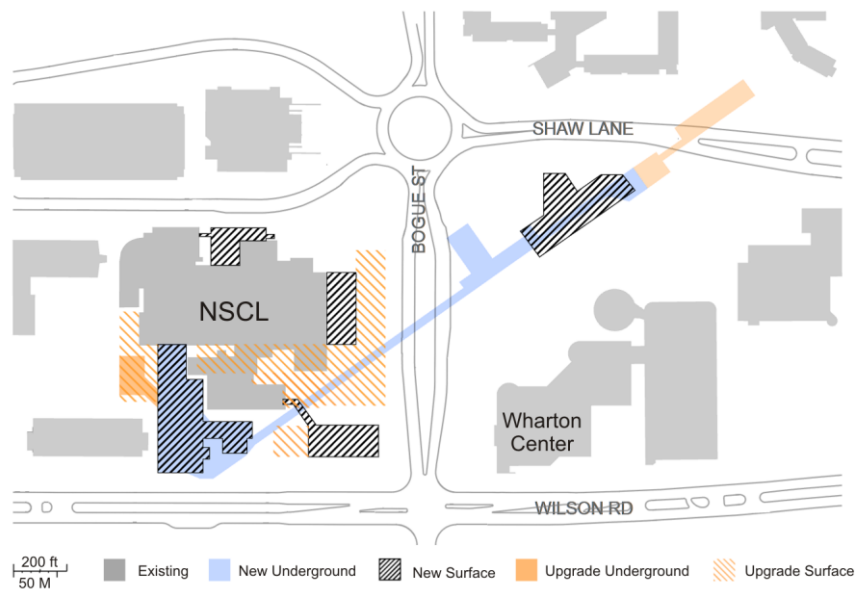 SHAW LANE
BOGUE ST
NSCL
Wharton
Center
WILSON RD
200 ft
50 M
Existing
New Underground
New Surface
Upgrade Underground
Upgrade Surface